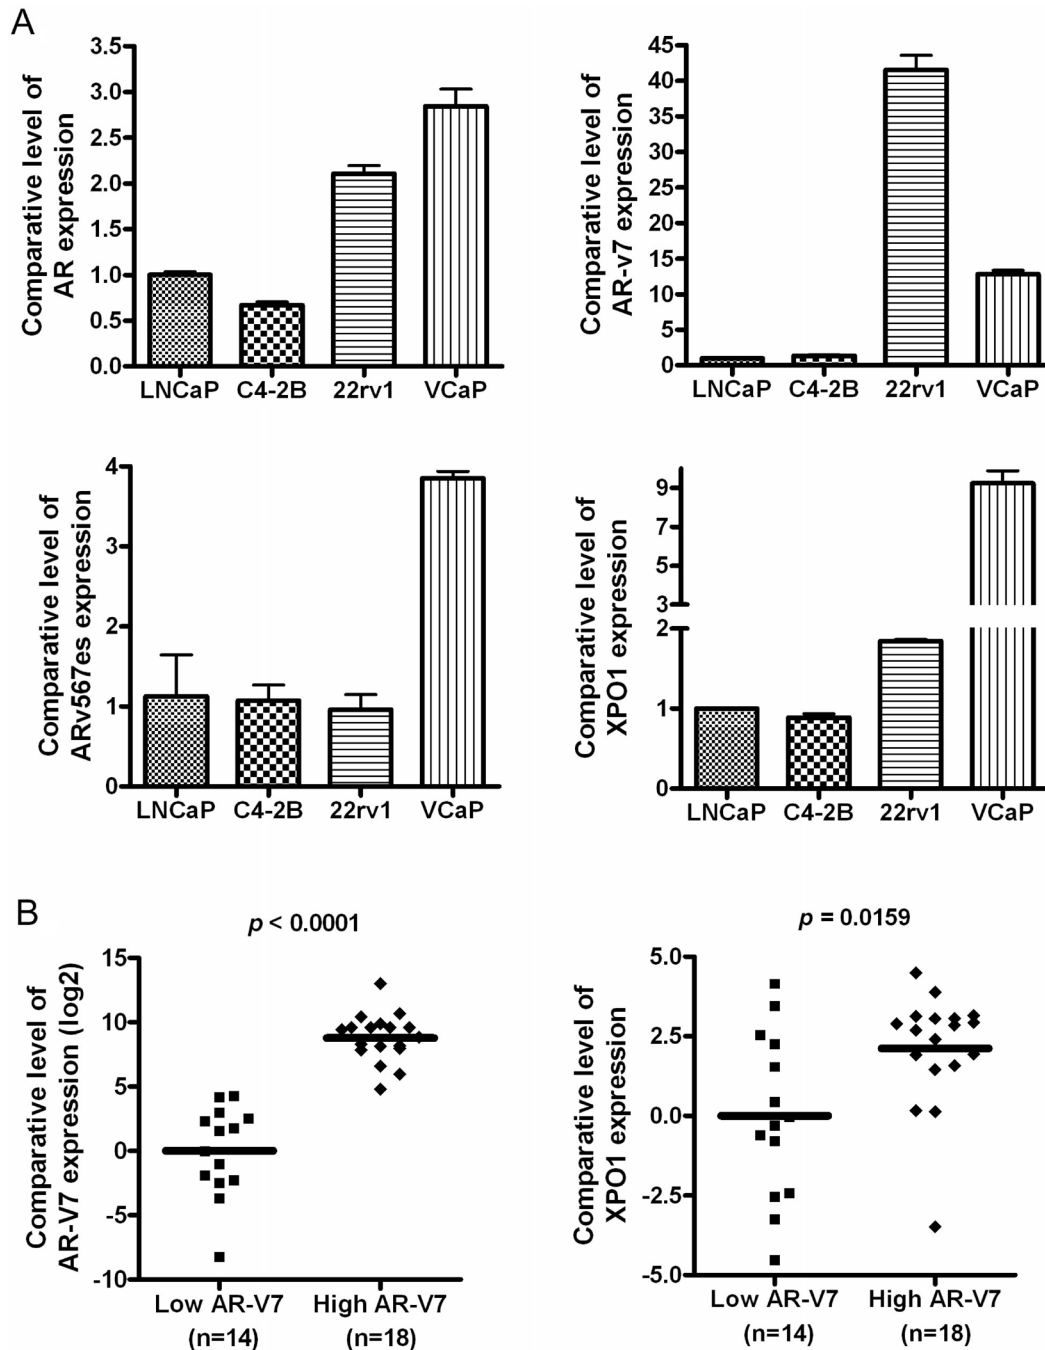 A
Comparative level of
AR expression
3.5
3.0
2.5
2.0
1.5
1.0
0.5
0.0
LNCaP C4-2B 22rv1 VCaP
Comparative level of
AR-v7 expression
45
40
35
30
25
20
15
10
5
0
LNCaP C4-2B 22rv1 VCaP
Comparative level of
ARv567es expression
4
3
2
1
0
LNCaP C4-2B 22rv1 VCaP
Comparative level of
XPO1 expression
9
7
5
3
2
1
0
LNCaP C4-2B 22rv1 VCaP
B
p < 0.0001
Comparative level of
AR-V7 expression (log2)
15
10
5
0
-5
-10
Low AR-V7 High AR-V7
(n=14) (n=18)
p = 0.0159
Comparative level of
XPO1 expression
5.0
2.5
0.0
-2.5
-5.0
Low AR-V7 High AR-V7
(n=14) (n=18)